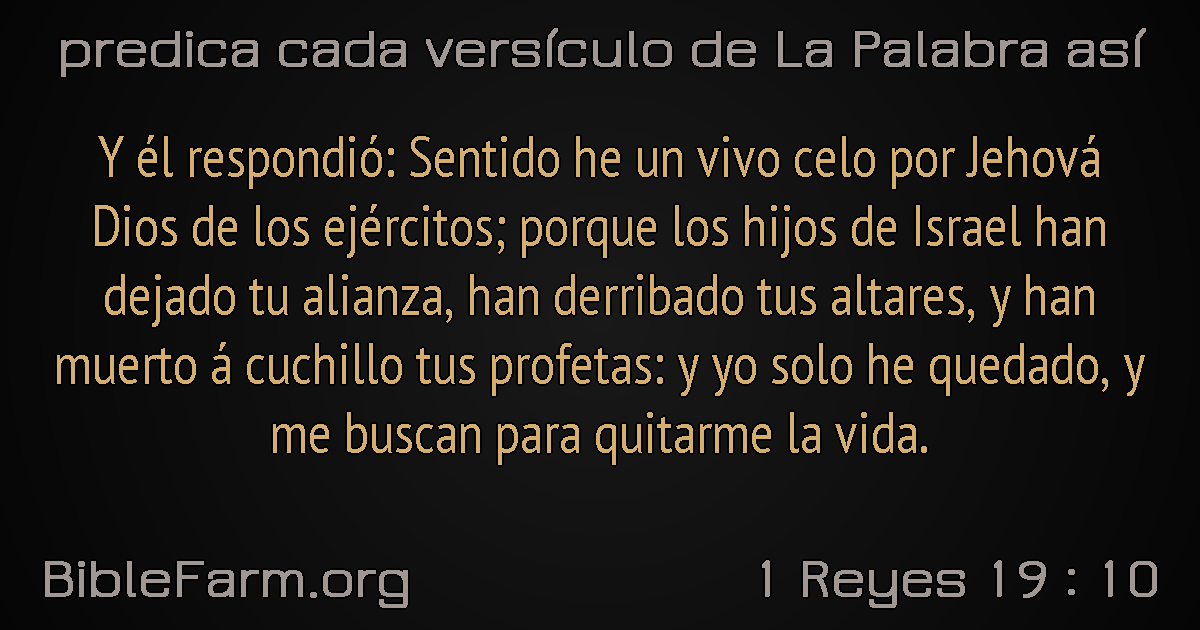 predica cada versículo de La Palabra así
Y él respondió: Sentido he un vivo celo por Jehová
Dios de los ejércitos; porque los hijos de Israel han
dejado tu alianza, han derribado tus altares, y han
muerto á cuchillo tus profetas: y yo solo he quedado, y
me buscan para quitarme la vida.
BibleFarm.org
1 Reyes 19 : 10